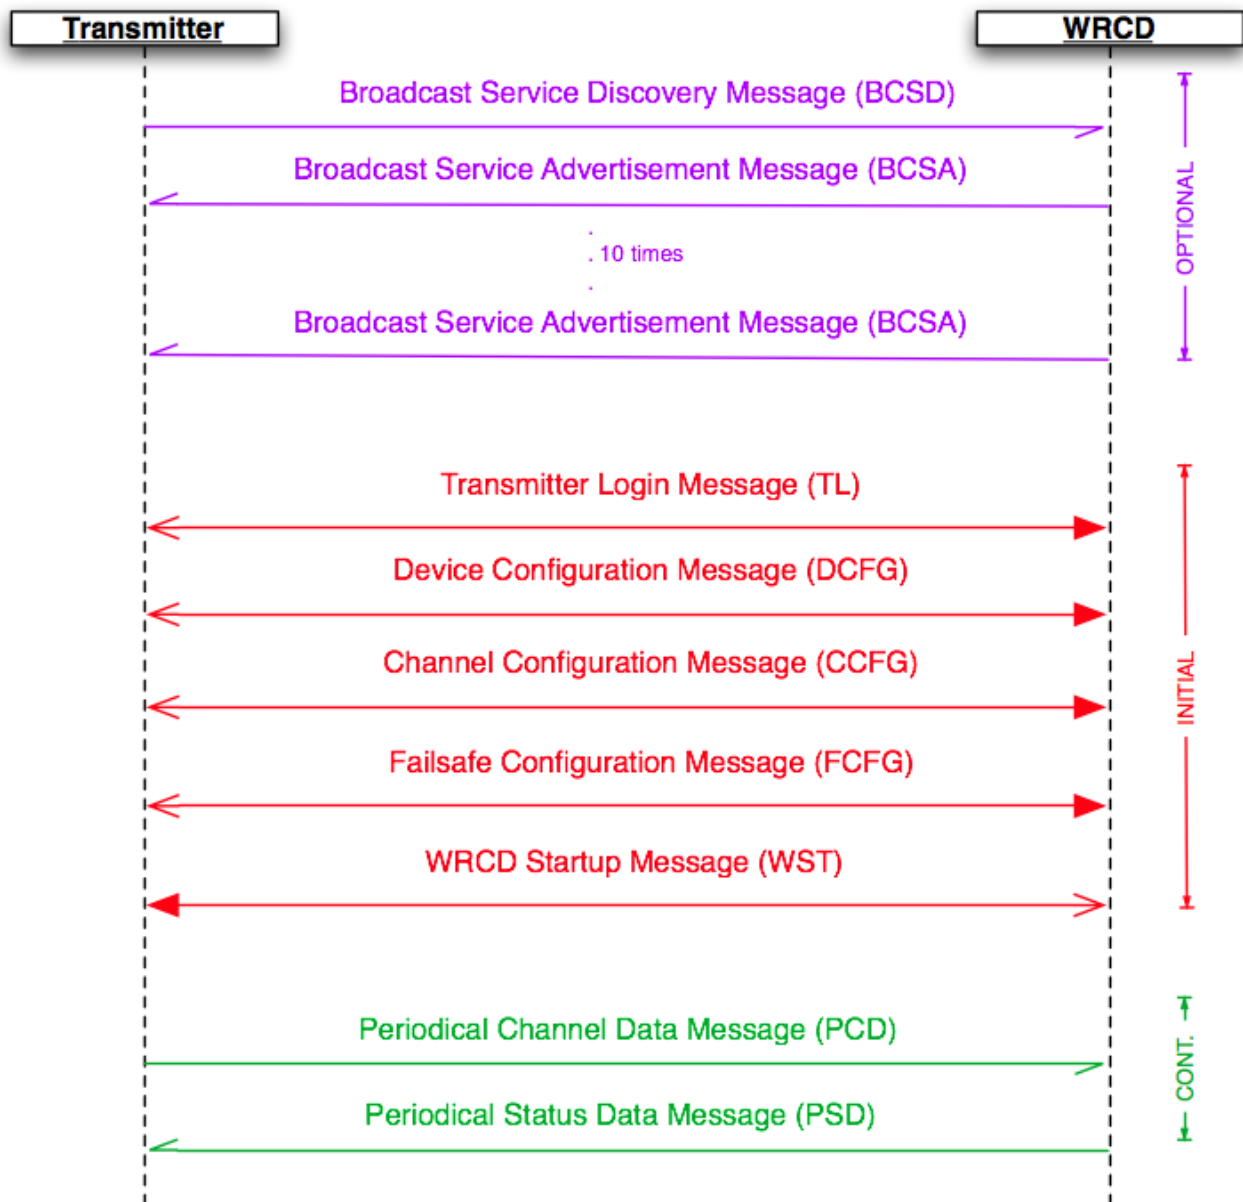 Transmitter
WRCD
Broadcast Service Discovery Message (BCSD)
Broadcast Service Advertisement Message (BCSA)
. 
. 10 times
.
Broadcast Service Advertisement Message (BCSA)
OPTIONAL
Transmitter Login Message (TL)
Device Configuration Message (DCFG)
Channel Configuration Message (CCFG)
Failsafe Configuration Message (FCFG)
WRCD Startup Message (WST)
INITIAL
Periodical Channel Data Message (PCD)
Periodical Status Data Message (PSD)
CONT.